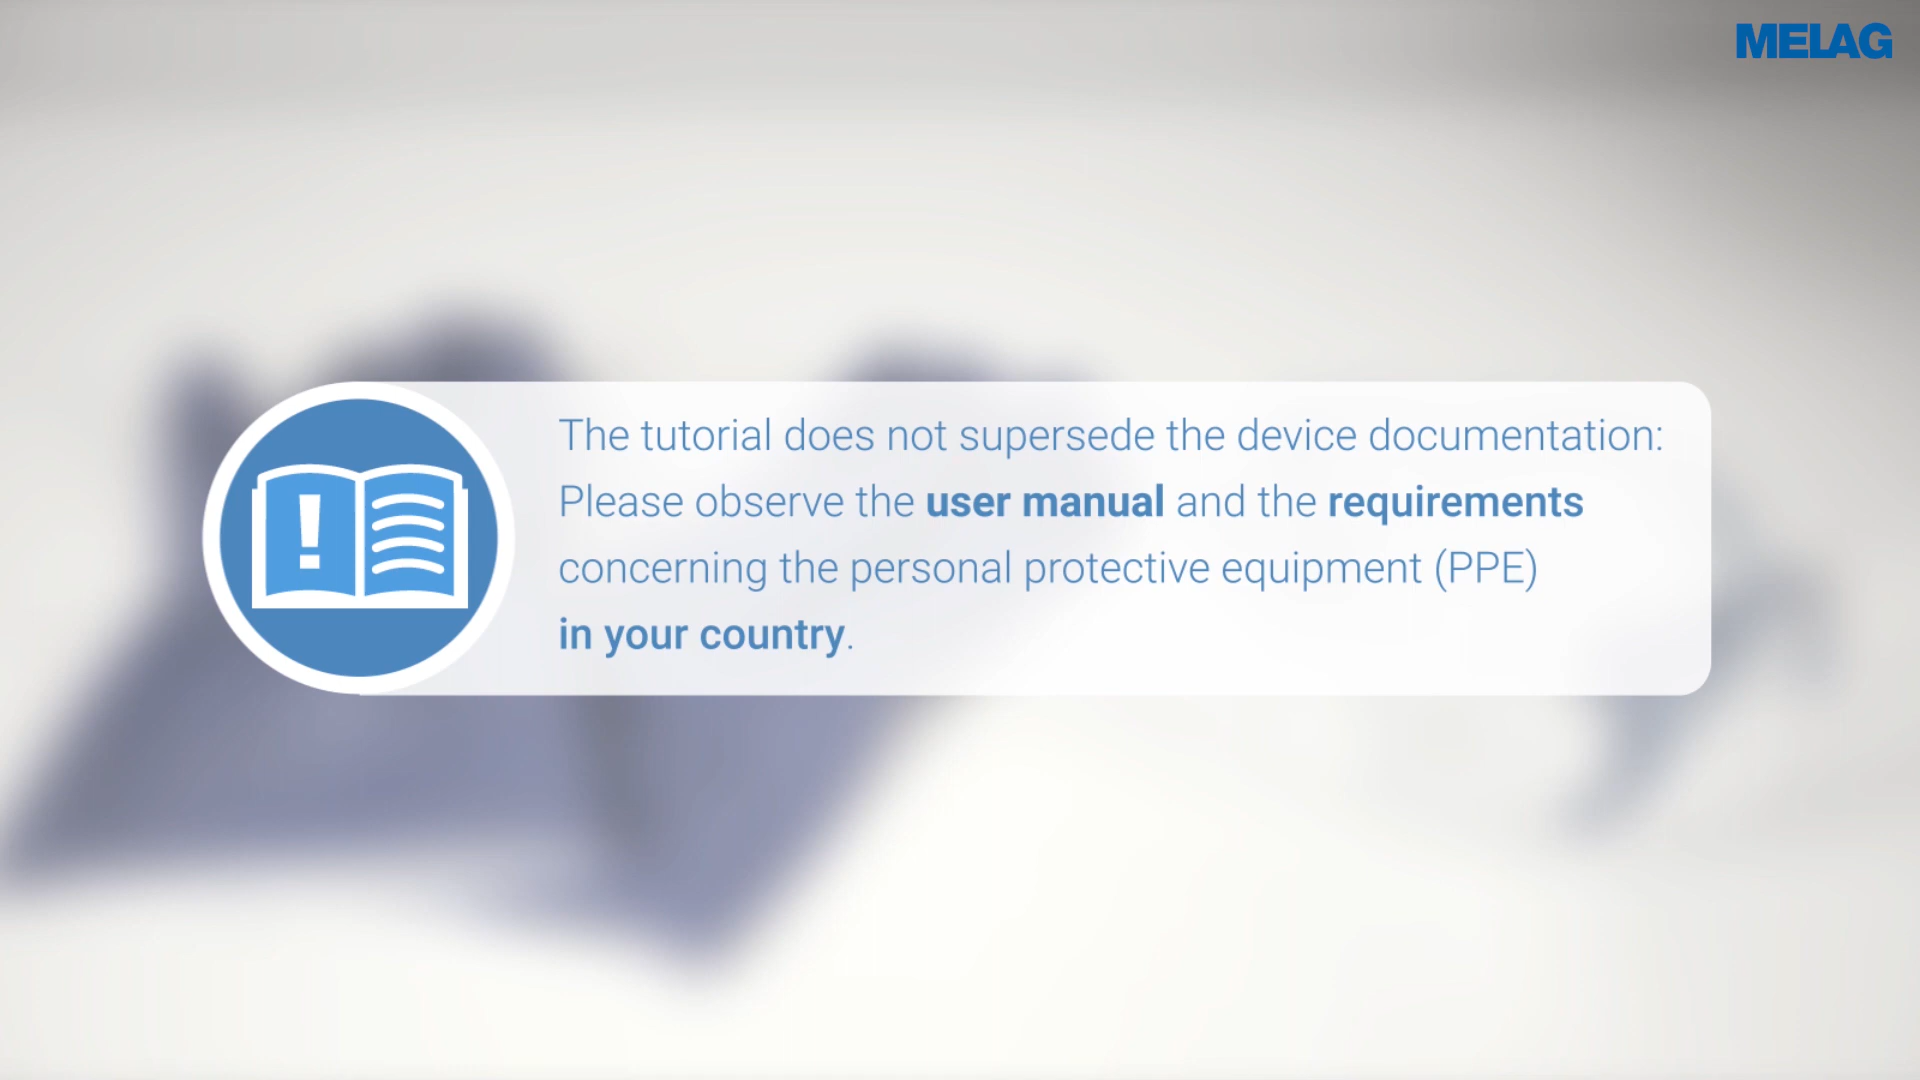 MELAG
The tutorial does not supersede the device documentation:
Please observe the user manual and the requirements
concerning the personal protective equipment (PPE)
in your country.